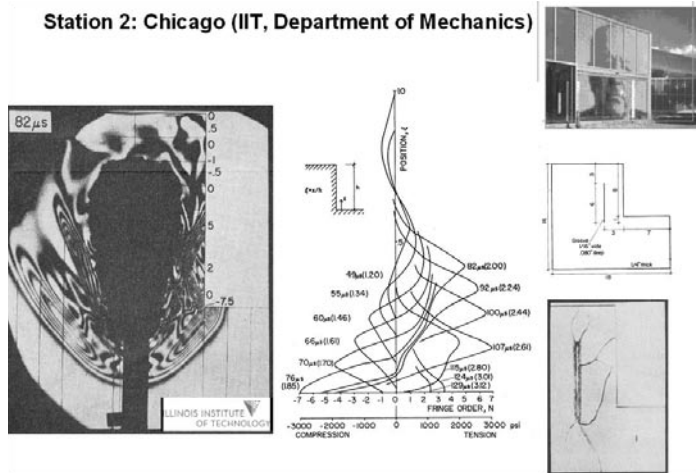 Station 2: Chicago (IIT, Department of Mechanics)
82μs
0
.5
0
-1
-.5
0
5
2
0
-7.5
ILLINOIS INSTITUTE
OF TECHNOLOGY
10
POSITION, ξ
5
ξ=x/h
h
x
49μs(1.20)
55μs(1.34)
60μs(1.46)
66μs(1.61)
70μs(1.70)
76μs
(1.85)
82μs(2.00)
92μs(2.24)
100μs(2.44)
107μs(2.61)
115μs(2.80)
124μs(3.01)
129μs(3.12)
-7 -6 -5 -4 -3 -2 -1 0 1 2 3 4 5 6 7
FRINGE ORDER, N
-3000 -2000 -1000 0 1000 2000 3000 psi
COMPRESSION TENSION
Groove
1/16" wide
7
1/4" thick